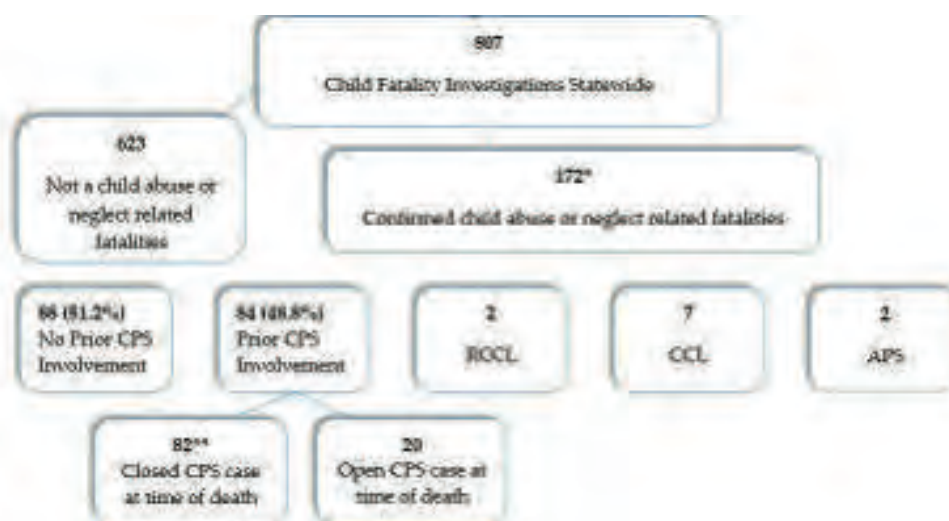 807
Child Fatality Investigations Statewide
623
Not a child abuse or
neglect related
fatalities
172*
Confirmed child abuse or neglect related fatalities
88 (51.2%)
No Prior CPS
Involvement
84 (48.8%)
Prior CPS
Involvement
2
RCCL
7
CCL
2
APS
82**
Closed CPS case
at time of death
20
Open CPS case at
time of death